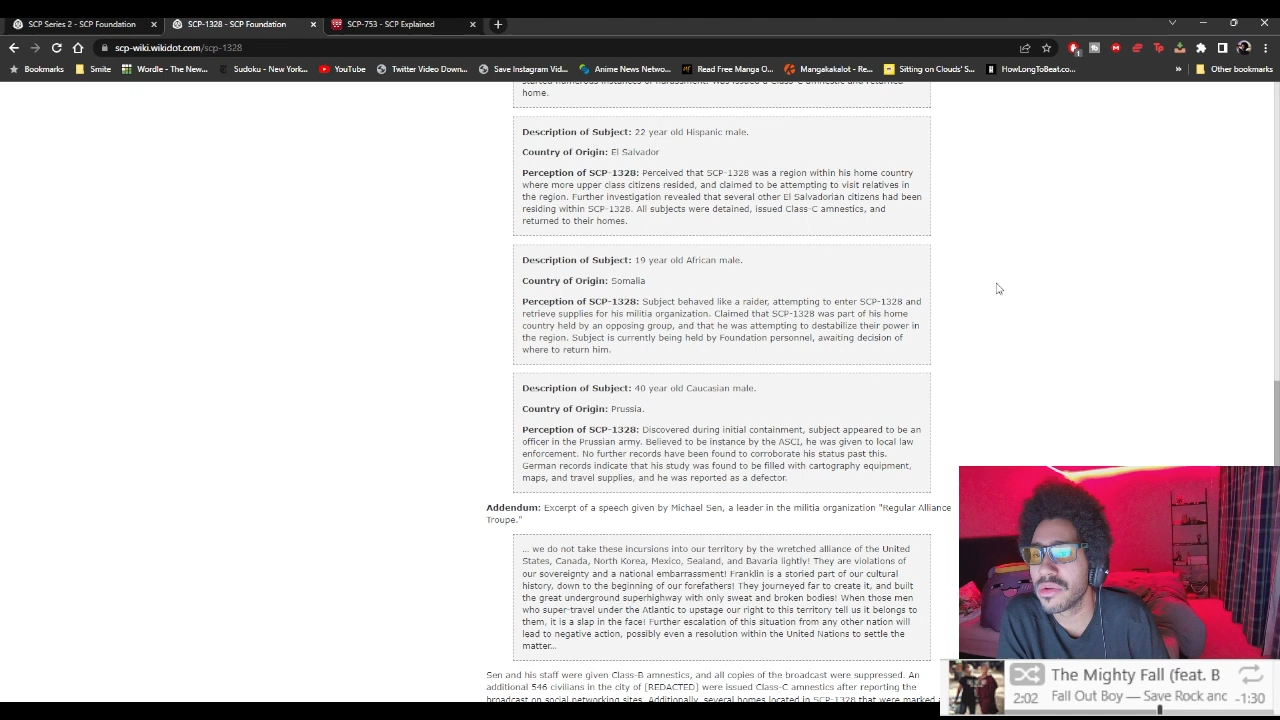 SCP Series 2 - SCP Foundation
SCP-1328 - SCP Foundation
SCP-753 - SCP Explained
scp-wiki.wikidot.com/scp-1328
Bookmarks
Smite
Wordle - The New...
Sudoku - New York...
YouTube
Twitter Video Down...
Save Instagram Vid...
Anime News Netwo...
Read Free Manga O...
Mangakakalot - Re...
Sitting on Clouds' S...
HowLongToBeat.co...
Other bookmarks
home.
Description of Subject: 22 year old Hispanic male.
Country of Origin: El Salvador
Perception of SCP-1328: Perceived that SCP-1328 was a region within his home country
where more upper class citizens resided, and claimed to be attempting to visit relatives in
the region. Further investigation revealed that several other El Salvadorian citizens had been
residing within SCP-1328. All subjects were detained, issued Class-C amnestics, and
returned to their homes.
Description of Subject: 19 year old African male.
Country of Origin: Somalia
Perception of SCP-1328: Subject behaved like a raider, attempting to enter SCP-1328 and
retrieve supplies for his militia organization. Claimed that SCP-1328 was part of his home
country held by an opposing group, and that he was attempting to destabilize their power in
the region. Subject is currently being held by Foundation personnel, awaiting decision of
where to return him.
Description of Subject: 40 year old Caucasian male.
Country of Origin: Prussia.
Perception of SCP-1328: Discovered during initial containment, subject appeared to be an
officer in the Prussian army. Believed to be instance by the ASCI, he was given to local law
enforcement. No further records have been found to corroborate his status past this.
German records indicate that his study was found to be filled with cartography equipment,
maps, and travel supplies, and he was reported as a defector.
Addendum: Excerpt of a speech given by Michael Sen, a leader in the militia organization "Regular Alliance
Troupe."
... we do not take these incursions into our territory by the wretched alliance of the United
States, Canada, North Korea, Mexico, Sealand, and Bavaria lightly! They are violations of
our sovereignty and a national embarrassment! Franklin is a storied part of our cultural
history, down to the beginning of our forefathers! They journeyed far to create it, and built
the great underground superhighway with only sweat and broken bodies! When those men
who super-travel under the Atlantic to upstage our right to this territory tell us it belongs to
them, it is a slap in the face! Further escalation of this situation from any other nation will
lead to negative action, possibly even a resolution within the United Nations to settle the
matter...
Sen and his staff were given Class-B amnestics, and all copies of the broadcast were suppressed. An
additional 546 civilians in the city of [REDACTED] were issued Class-C amnestics after reporting the
broadcast on social networking sites. Additionally, several homes located in SCP-1328 that were marked
The Mighty Fall (feat. B
Fall Out Boy — Save Rock anc
2:02
-1:30